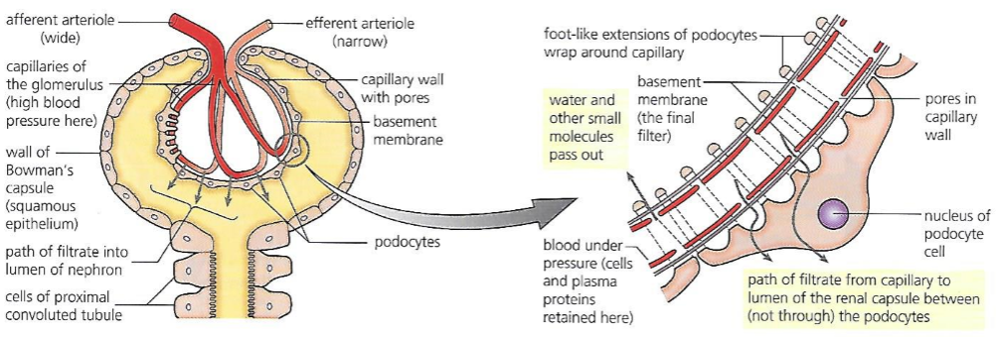 afferent arteriole
(wide)
capillaries of
the glomerulus
(high blood
pressure here)
wall of
Bowman's
capsule
(squamous
epithelium)
path of filtrate into
lumen of nephron
cells of proximal
convoluted tubule
efferent arteriole
(narrow)
capillary wall
with pores
basement
membrane
podocytes
foot-like extensions of podocytes
wrap around capillary
basement
membrane
(the final
filter)
water and
other small
molecules
pass out
pores in
capillary
wall
blood under
pressure (cells
and plasma
proteins
retained here)
nucleus of
podocyte
cell
path of filtrate from capillary to
lumen of the renal capsule between
(not through) the podocytes